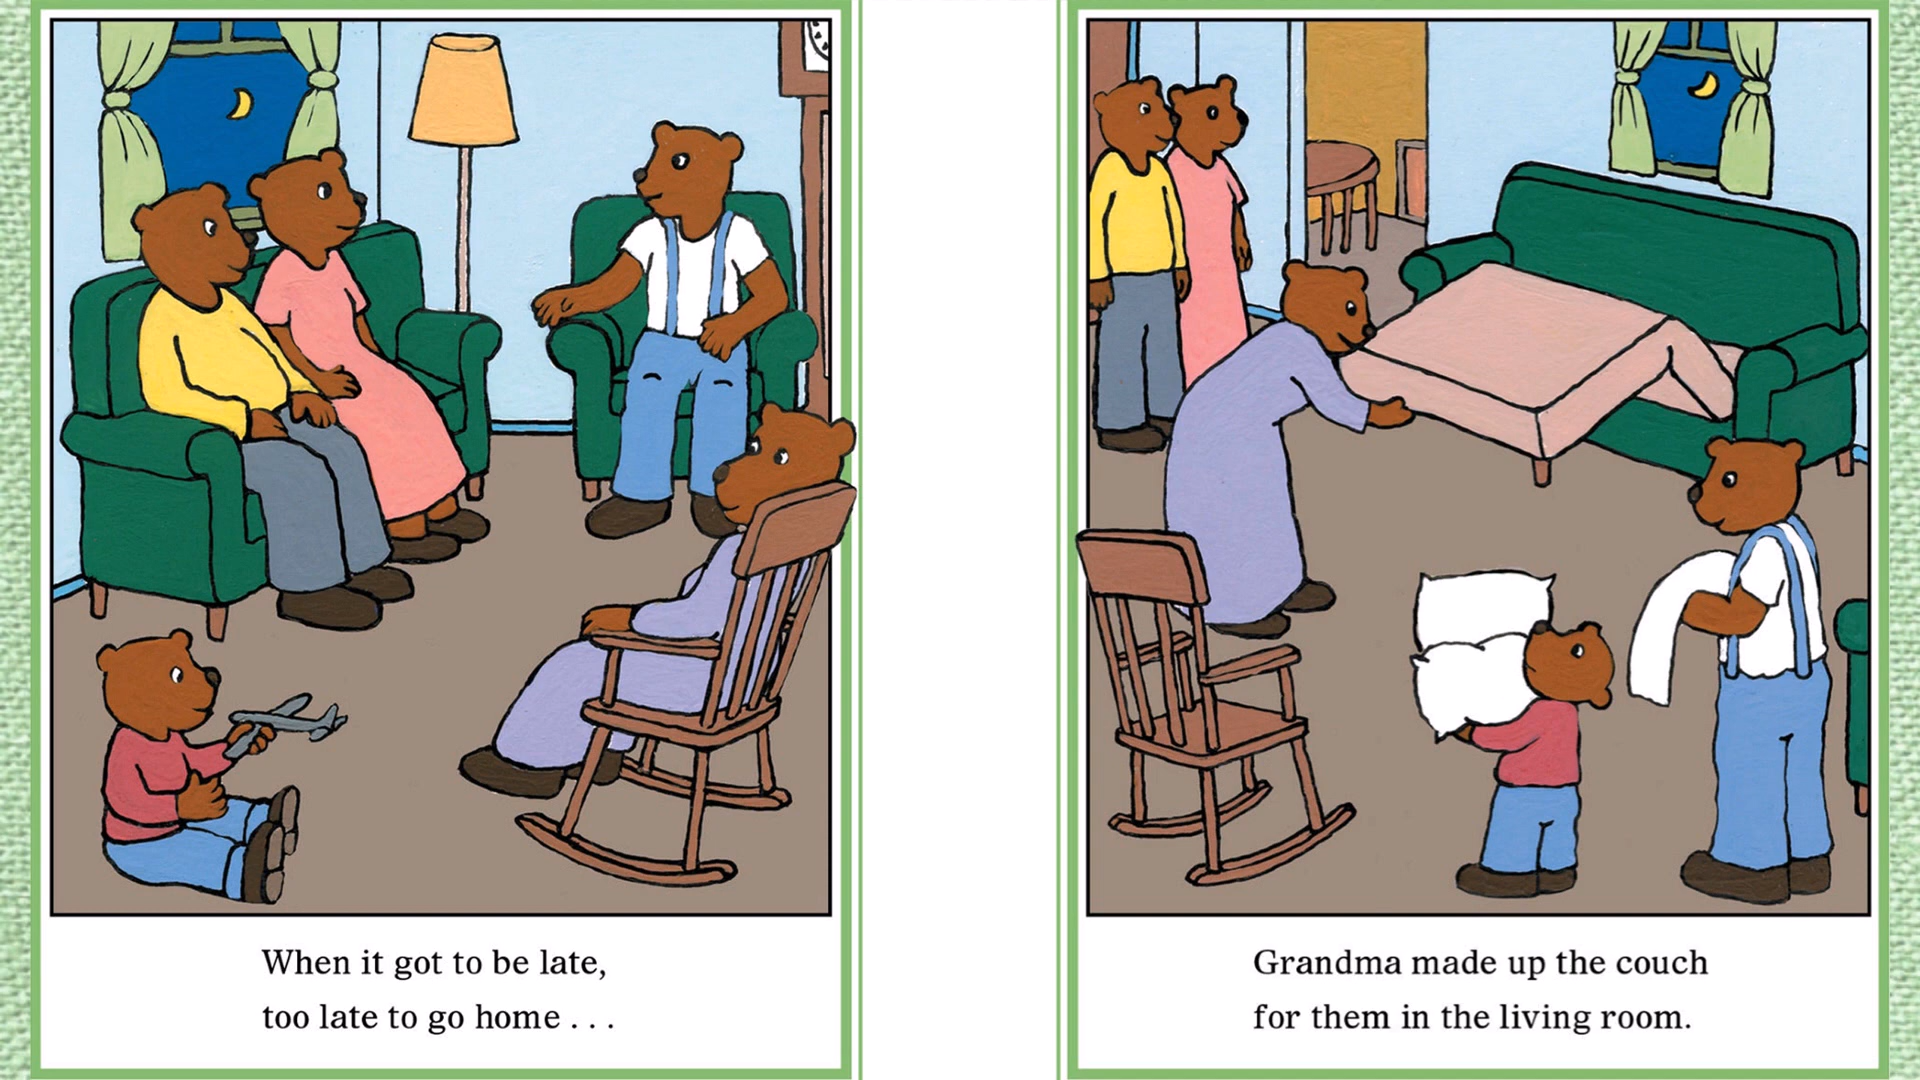 When it got to be late,
too late to go home . . .
Grandma made up the couch
for them in the living room.